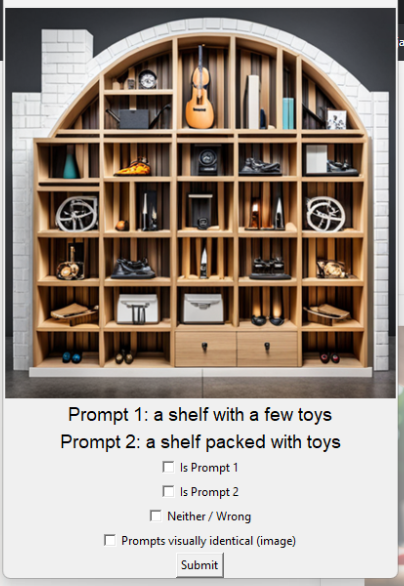 Prompt 1: a shelf with a few toys
Prompt 2: a shelf packed with toys
Is Prompt 1
Is Prompt 2
Neither / Wrong
Prompts visually identical (image)
Submit